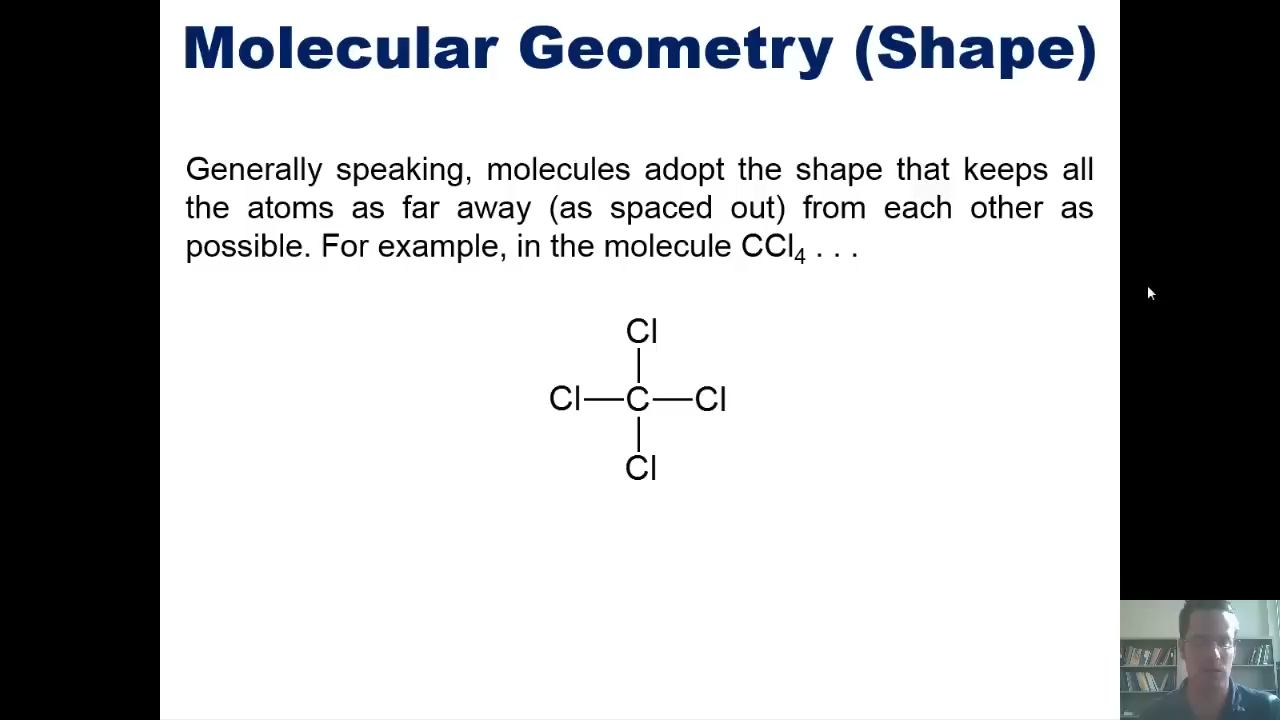 Molecular Geometry (Shape)
Generally speaking, molecules adopt the shape that keeps all
the atoms as far away (as spaced out) from each other as
possible. For example, in the molecule CCl₄ . . .
Cl
Cl—C—Cl
Cl